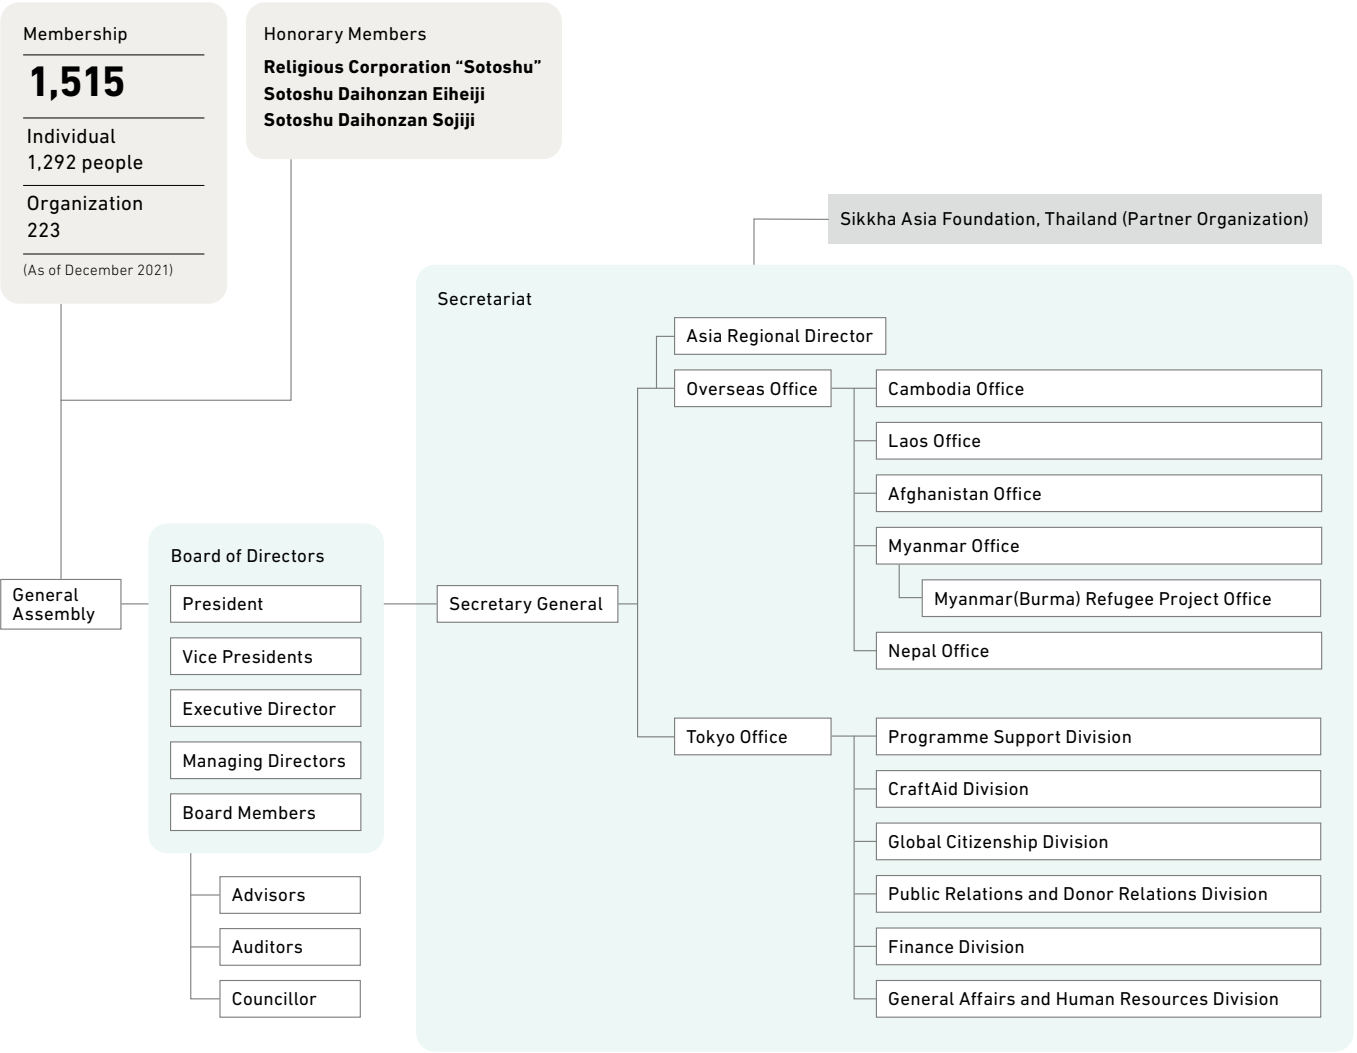 Membership
1,515
Individual
1,292 people
Organization
223
(As of December 2021)
Honorary Members
Religious Corporation “Sotoshu”
Sotoshu Daihonzan Eiheiji
Sotoshu Daihonzan Sojiji
Sikkha Asia Foundation, Thailand (Partner Organization)
General
Assembly
Board of Directors
President
Vice Presidents
Executive Director
Managing Directors
Board Members
Advisors
Auditors
Councillor
Secretariat
Secretary General
Asia Regional Director
Overseas Office
Cambodia Office
Laos Office
Afghanistan Office
Myanmar Office
Myanmar(Burma) Refugee Project Office
Nepal Office
Tokyo Office
Programme Support Division
CraftAid Division
Global Citizenship Division
Public Relations and Donor Relations Division
Finance Division
General Affairs and Human Resources Division